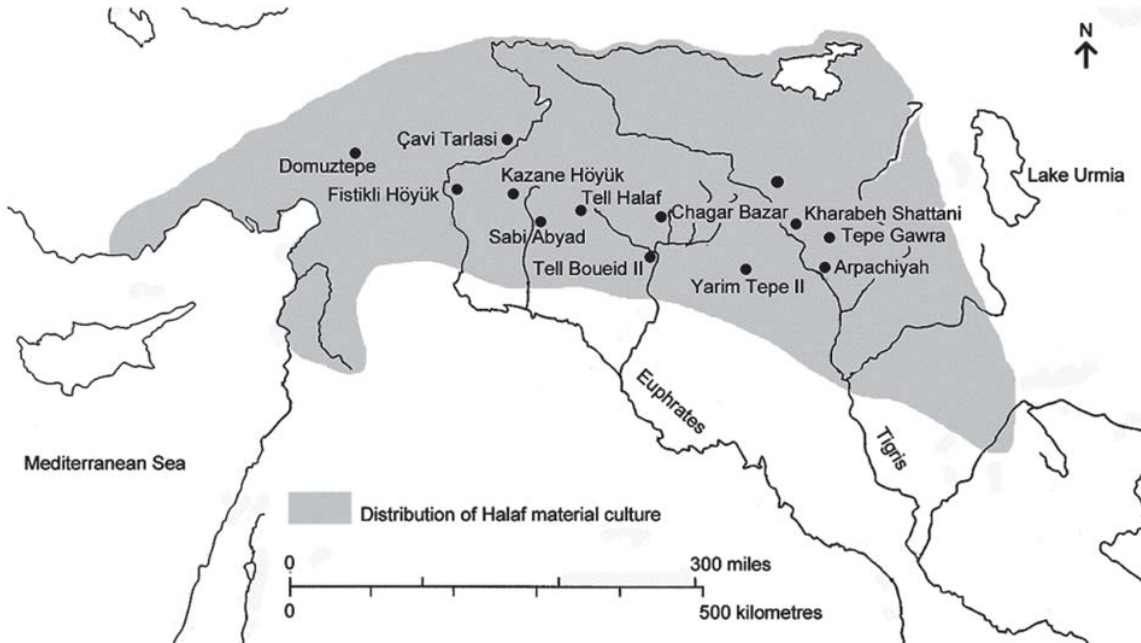 N
Çavi Tarlasi
Domuztepe
Kazane Höyük
Lake Urmia
Fistikli Höyük
Tell Halaf
Chagar Bazar
Kharabeh Shattani
Sabi Abyad
Tepe Gawra
Tell Boueid II
Arpachiyah
Yarim Tepe II
Euphrates
Tigris
Mediterranean Sea
Distribution of Halaf material culture
0
300 miles
0
500 kilometres